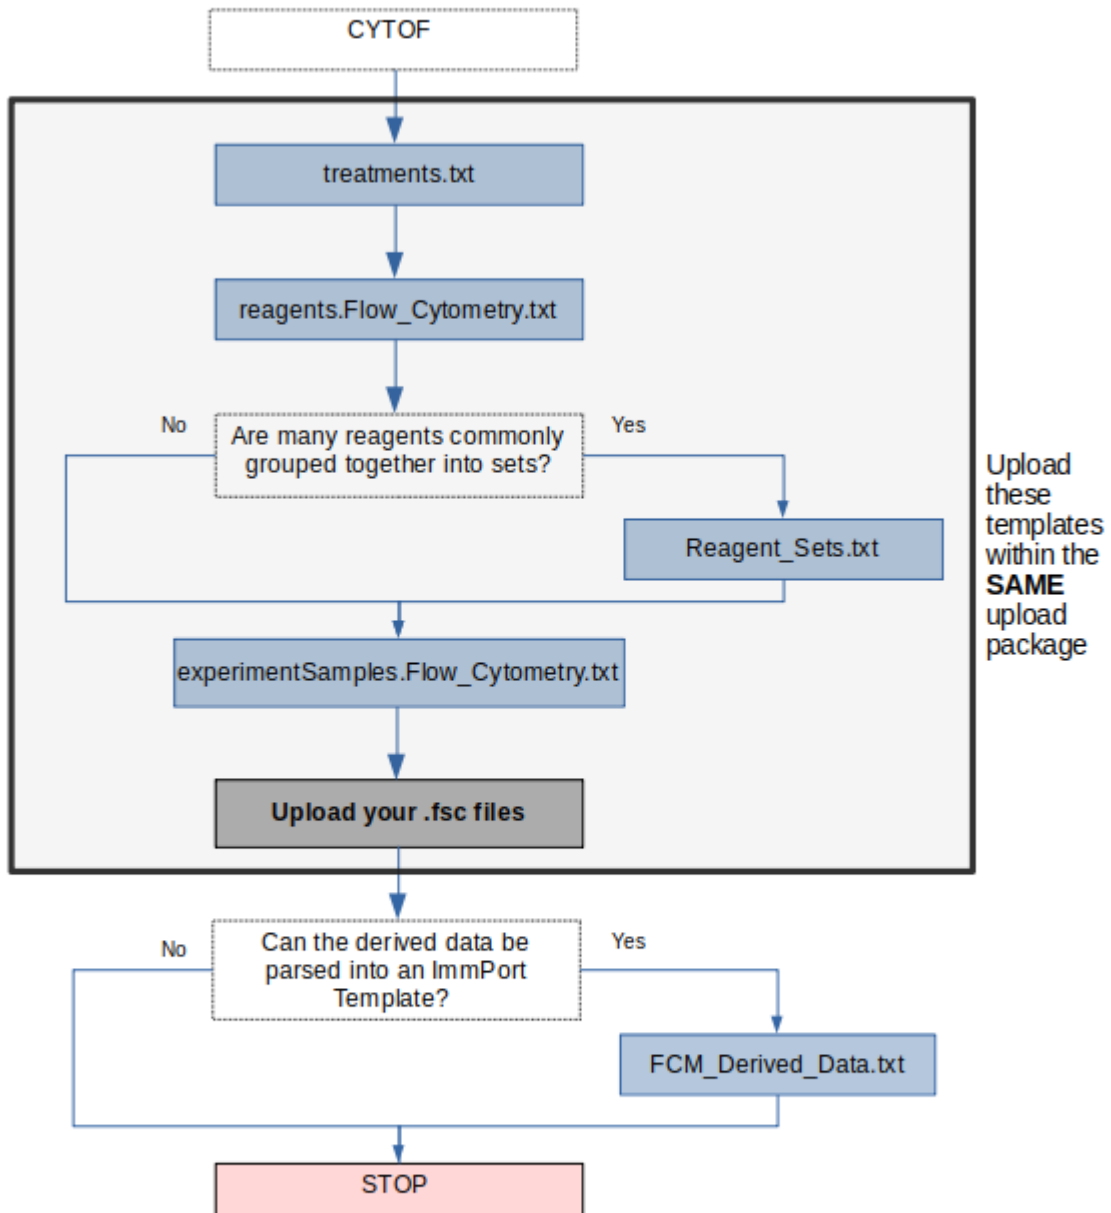 CYTOF
treatments.txt
reagents.Flow_Cytometry.txt
No
Are many reagents commonly
grouped together into sets?
Yes
Reagent_Sets.txt
Upload
these
templates
within the
SAME
upload
package
experimentSamples.Flow_Cytometry.txt
Upload your .fsc files
No
Can the derived data be
parsed into an ImmPort
Template?
Yes
FCM_Derived_Data.txt
STOP